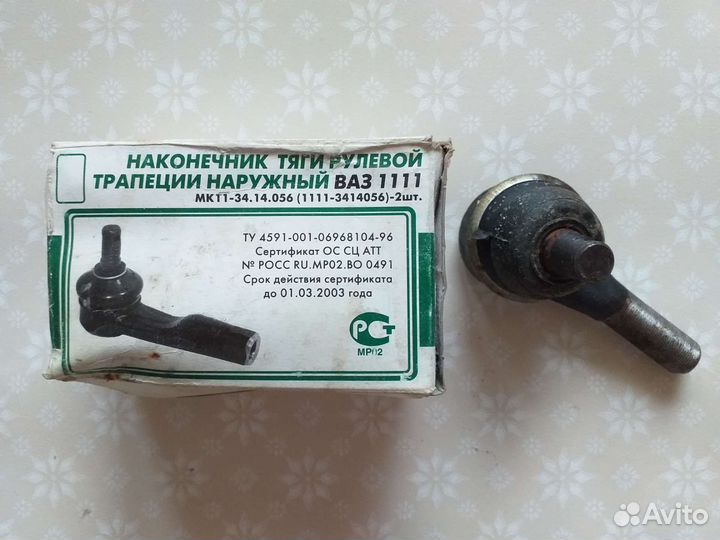 НАКОНЕЧНИК ТЯГИ РУЛЕВОЙ
ТРАПЕЦИИ НАРУЖНЫЙ ВАЗ 1111
МК11-34.14.056 (1111-3414056)-2шт.
ТУ 4591-001-06968104-96
Сертификат ОС СЦ АТТ
№ РОСС RU.МР02.ВО 0491
Срок действия сертификата
до 01.03.2003 года
РСТ
МР02
Avito